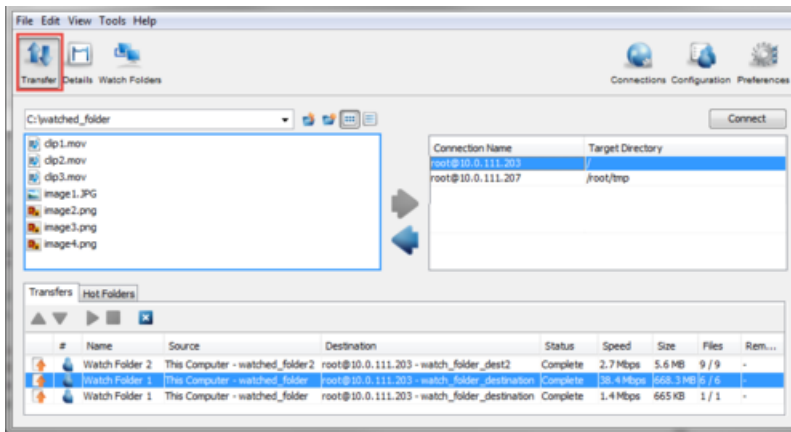 File Edit View Tools Help
Transfer Details Watch Folders
Connections Configuration Preferences
C:\watched_folder
Connect
clip1.mov
clip2.mov
clip3.mov
image1.JPG
image2.png
image3.png
image4.png
Connection Name Target Directory
root@10.0.111.203 /
root@10.0.111.207 /root/tmp
Transfers Hot Folders
# Name Source Destination Status Speed Size Files Rem...
Watch Folder 2 This Computer - watched_folder2 root@10.0.111.203 - watch_folder_dest2 Complete 2.7 Mbps 5.6 MB 9 / 9 -
Watch Folder 1 This Computer - watched_folder root@10.0.111.203 - watch_folder_destination Complete 38.4 Mbps 668.3 MB 6 / 6 -
Watch Folder 1 This Computer - watched_folder root@10.0.111.203 - watch_folder_destination Complete 1.4 Mbps 665 KB 1 / 1 -